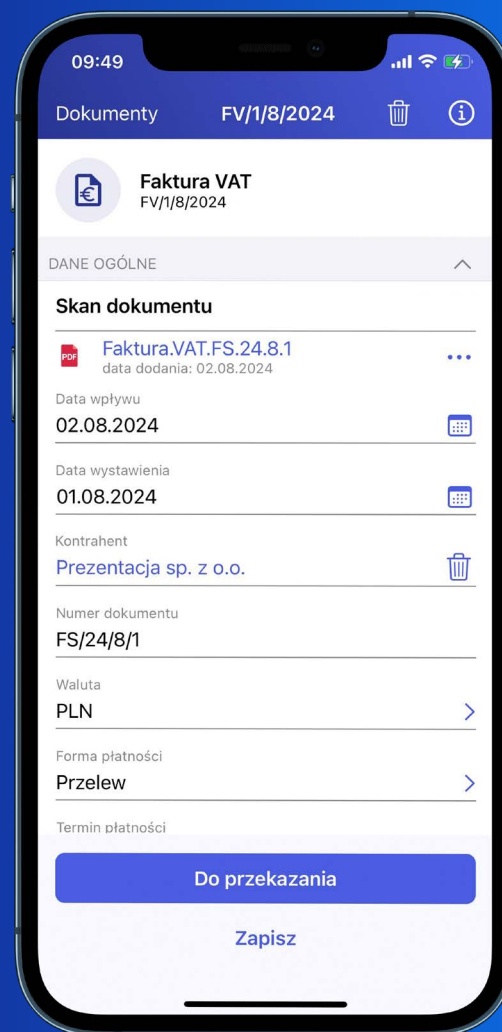 09:49
Dokumenty FV/1/8/2024
Faktura VAT
FV/1/8/2024
DANE OGÓLNE
Skan dokumentu
PDF Faktura.VAT.FS.24.8.1
data dodania: 02.08.2024
Data wpływu
02.08.2024
Data wystawienia
01.08.2024
Kontrahent
Prezentacja sp. z o.o.
Numer dokumentu
FS/24/8/1
Waluta
PLN
Forma płatności
Przelew
Termin płatności
Do przekazania
Zapisz